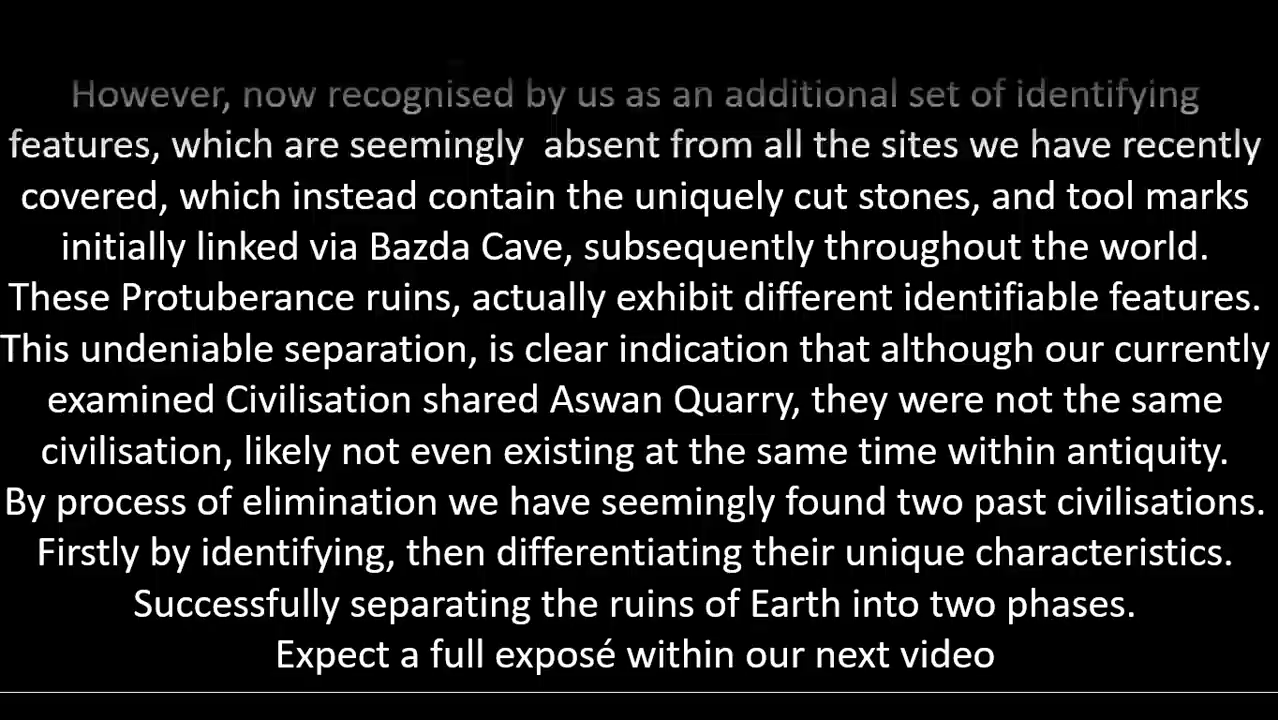 However, now recognised by us as an additional set of identifying
features, which are seemingly  absent from all the sites we have recently
covered, which instead contain the uniquely cut stones, and tool marks
initially linked via Bazda Cave, subsequently throughout the world.
These Protuberance ruins, actually exhibit different identifiable features.
This undeniable separation, is clear indication that although our currently
examined Civilisation shared Aswan Quarry, they were not the same
civilisation, likely not even existing at the same time within antiquity.
By process of elimination we have seemingly found two past civilisations.
Firstly by identifying, then differentiating their unique characteristics.
Successfully separating the ruins of Earth into two phases.
Expect a full exposé within our next video